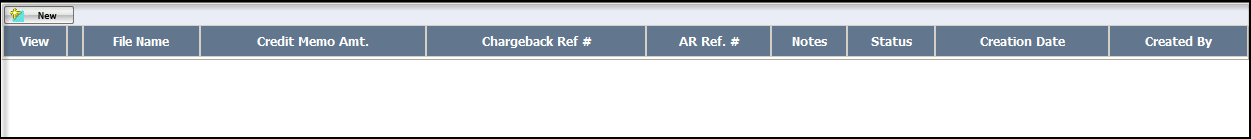 New
View File Name Credit Memo Amt. Chargeback Ref # AR Ref. # Notes Status Creation Date Created By